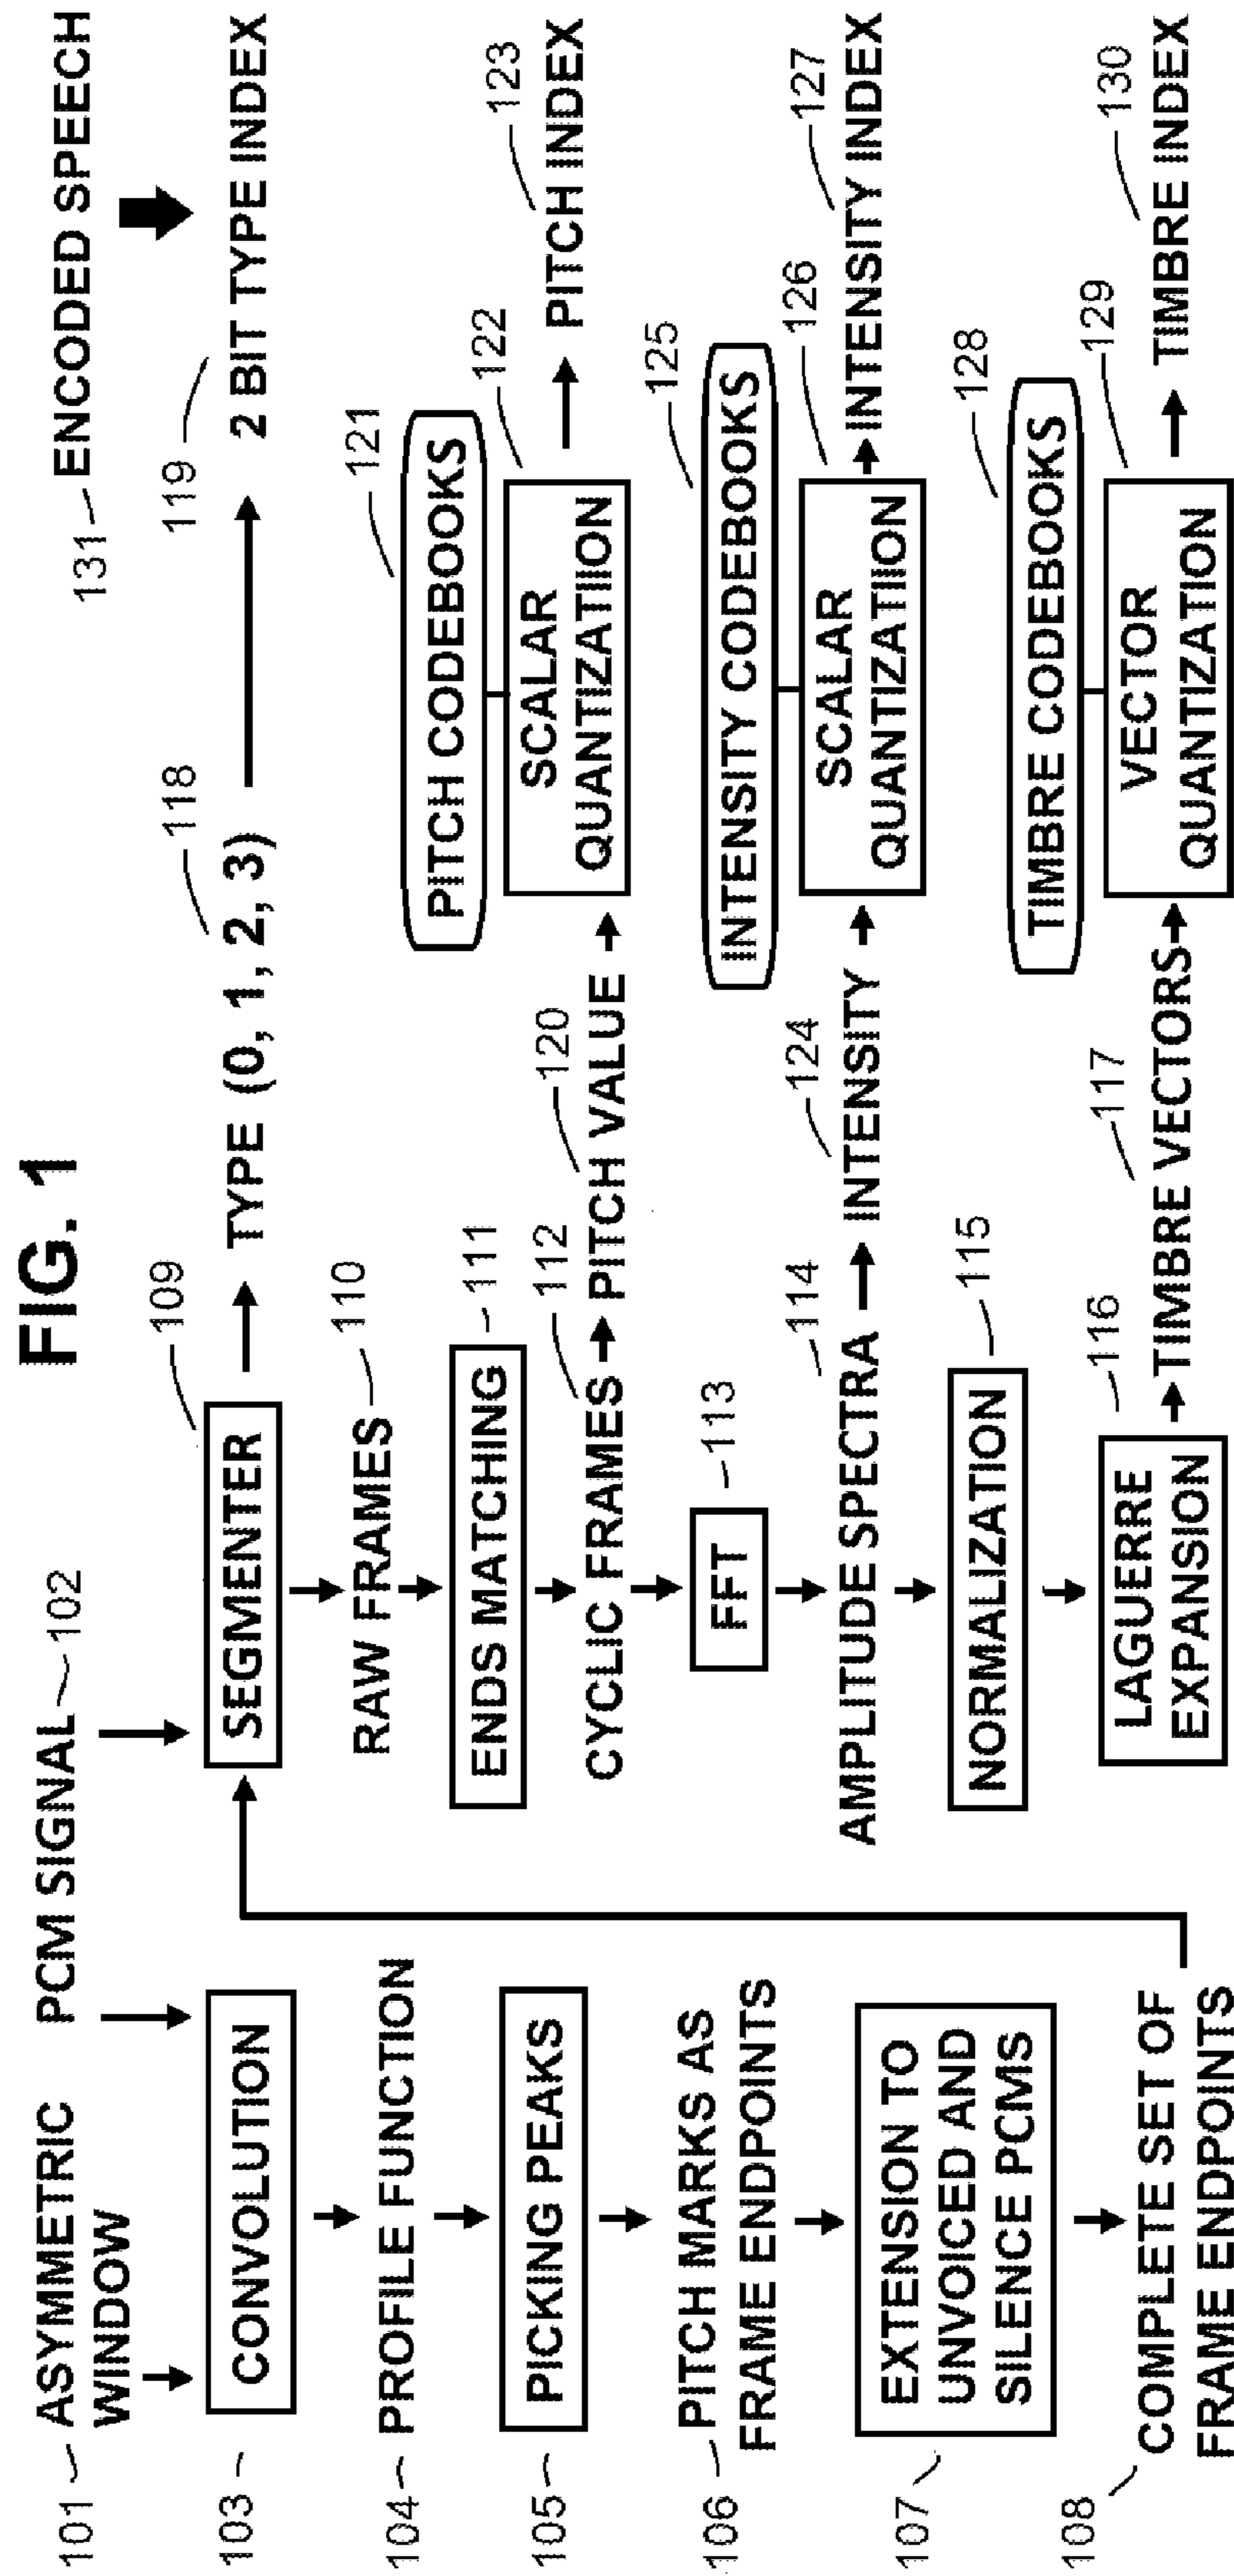 FIG. 1
101
ASYMMETRIC
WINDOW
PCM SIGNAL
102
103
CONVOLUTION
104
PROFILE FUNCTION
105
PICKING PEAKS
106
PITCH MARKS AS
FRAME ENDPOINTS
107
EXTENSION TO
UNVOICED AND
SILENCE PCMS
108
COMPLETE SET OF
FRAME ENDPOINTS
109
SEGMENTER
RAW FRAMES
110
ENDS MATCHING
111
CYCLIC FRAMES
112
FFT
113
AMPLITUDE SPECTRA
114
NORMALIZATION
115
LAGUERRE
EXPANSION
116
TIMBRE VECTORS
117
TYPE (0, 1, 2, 3)
118
119
2 BIT TYPE INDEX
131
ENCODED SPEECH
PITCH VALUE
120
121
PITCH CODEBOOKS
SCALAR
QUANTIZATIION
122
PITCH INDEX
123
INTENSITY
124
125
INTENSITY CODEBOOKS
SCALAR
QUANTIZATIION
126
INTENSITY INDEX
127
128
TIMBRE CODEBOOKS
VECTOR
QUANTIZATION
129
TIMBRE INDEX
130